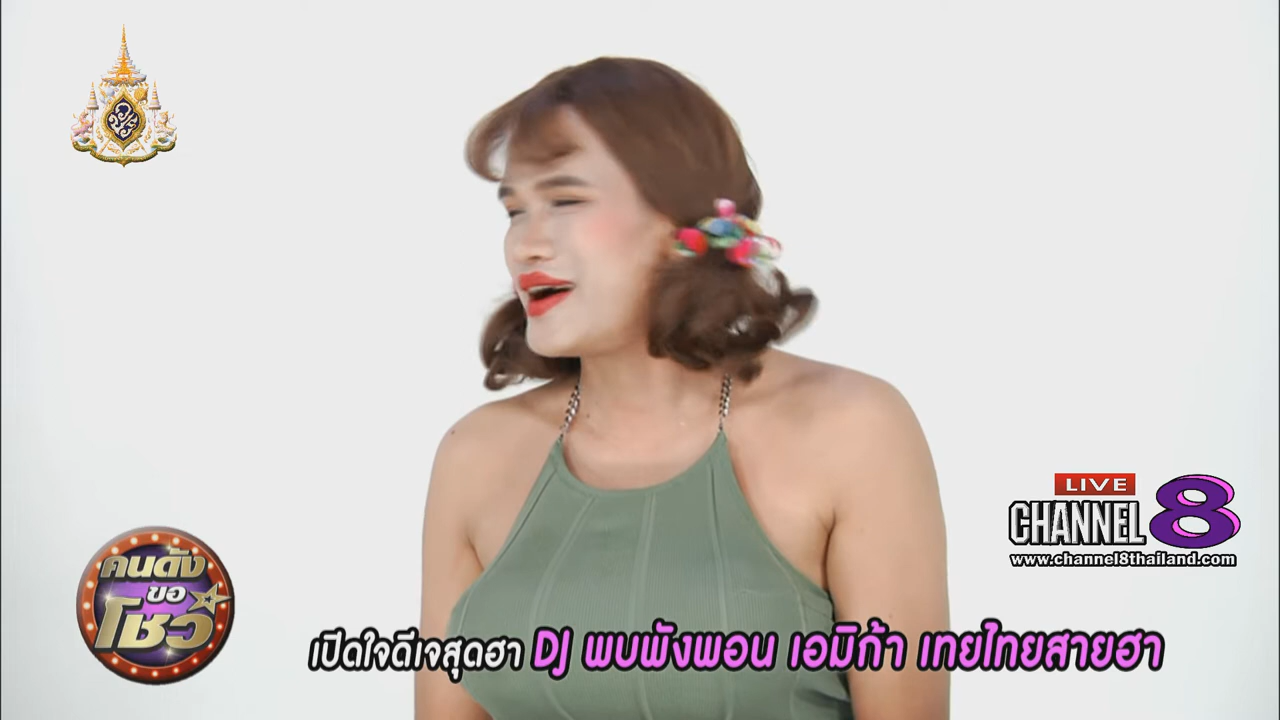 LIVE
CHANNEL 8
www.channel8thailand.com
คนดัง
ขอ
โชว์
เปิดใจดีเจสุดฮา DJ พบพังพอน เอมิก้า เทยไทยสายฮา